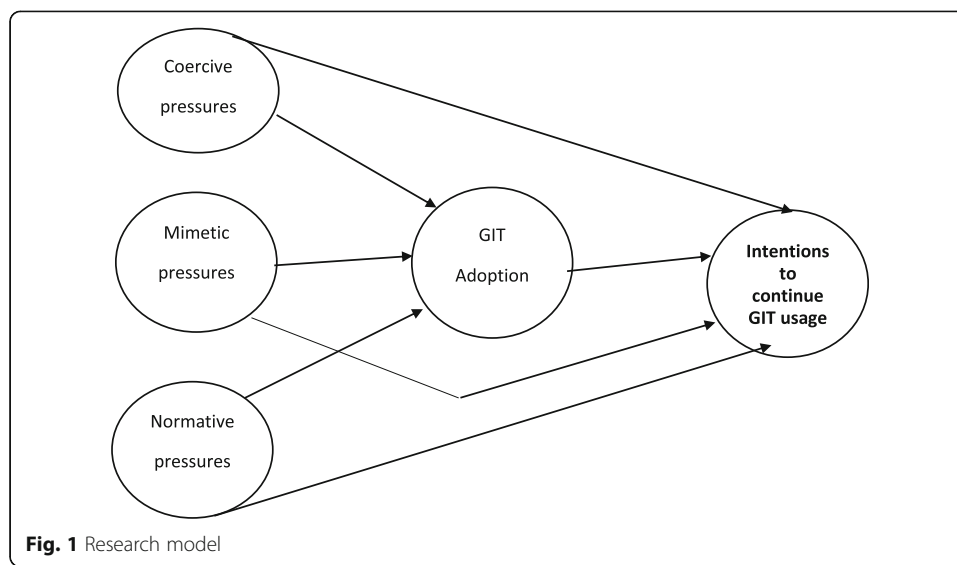 Coercive
pressures
Mimetic
pressures
GIT
Adoption
Intentions
to
continue
GIT usage
Normative
pressures
Fig. 1 Research model